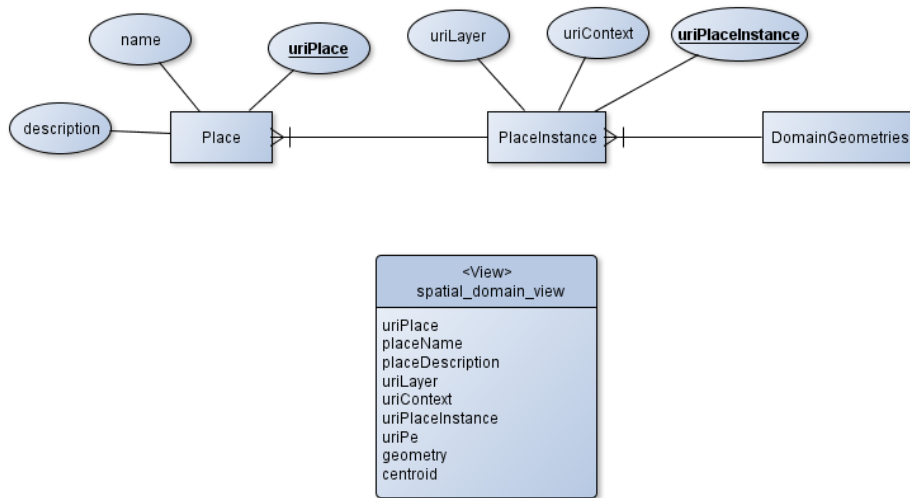 name
uriPlace
uriLayer
uriContext
uriPlaceInstance
description
Place
PlaceInstance
DomainGeometries
<View>
spatial_domain_view
uriPlace
placeName
placeDescription
uriLayer
uriContext
uriPlaceInstance
uriPe
geometry
centroid